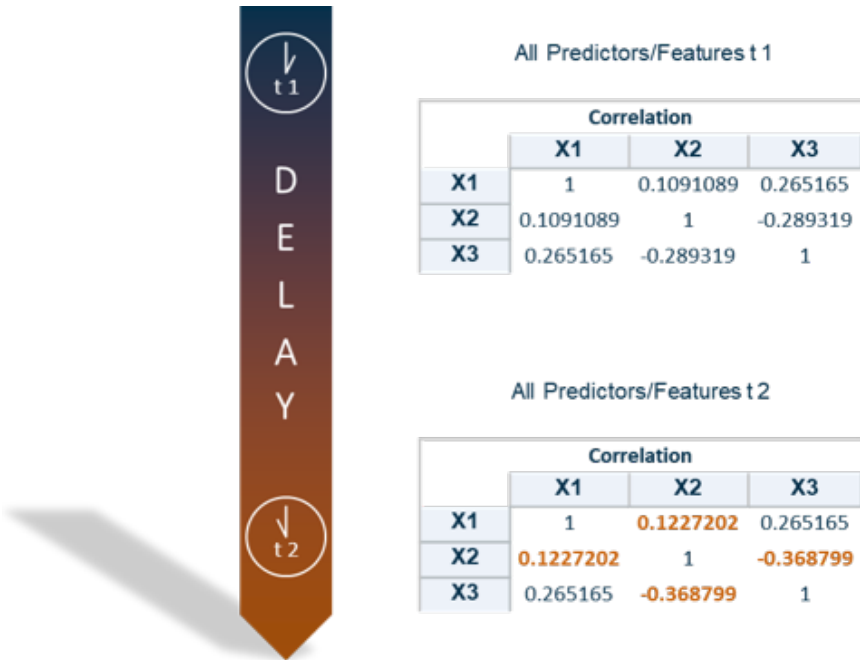 t 1
D
E
L
A
Y
t 2
All Predictors/Features t 1
Correlation
X1 X2 X3
X1 1 0.1091089 0.265165
X2 0.1091089 1 -0.289319
X3 0.265165 -0.289319 1
All Predictors/Features t 2
Correlation
X1 X2 X3
X1 1 0.1227202 0.265165
X2 0.1227202 1 -0.368799
X3 0.265165 -0.368799 1